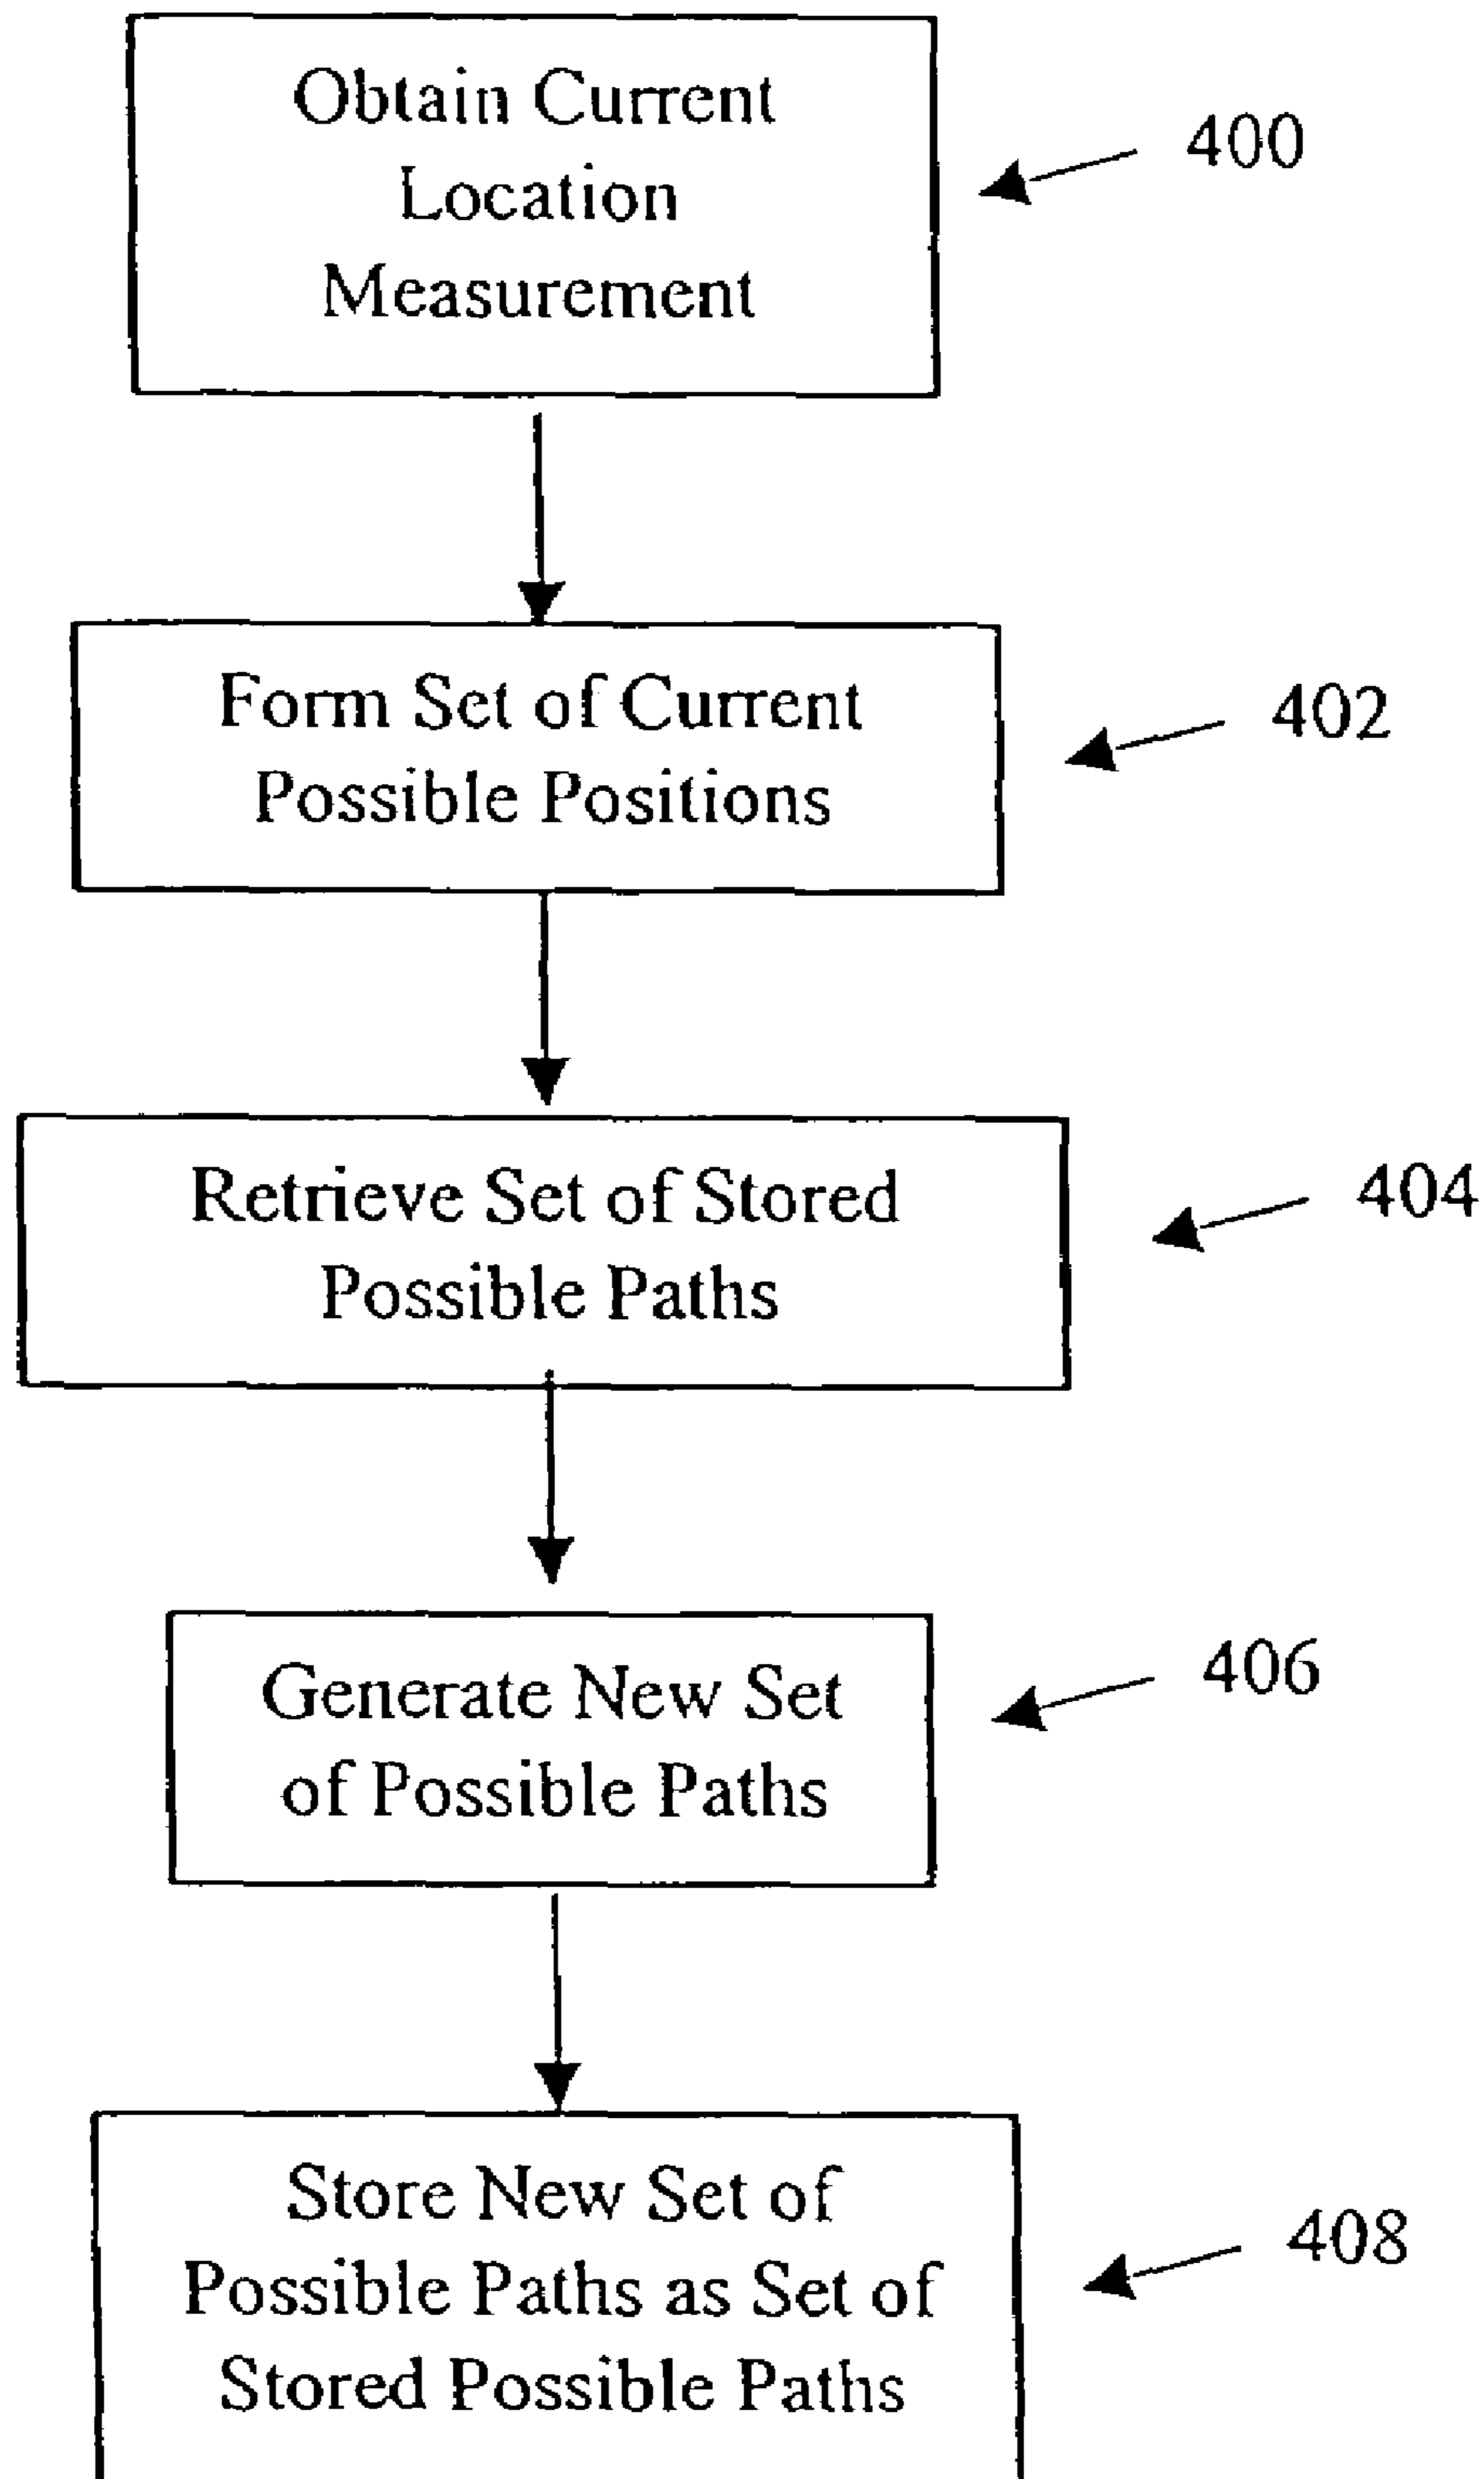 Obtain Current
Location
Measurement
400
Form Set of Current
Possible Positions
402
Retrieve Set of Stored
Possible Paths
404
Generate New Set
of Possible Paths
406
Store New Set of
Possible Paths as Set of
Stored Possible Paths
408